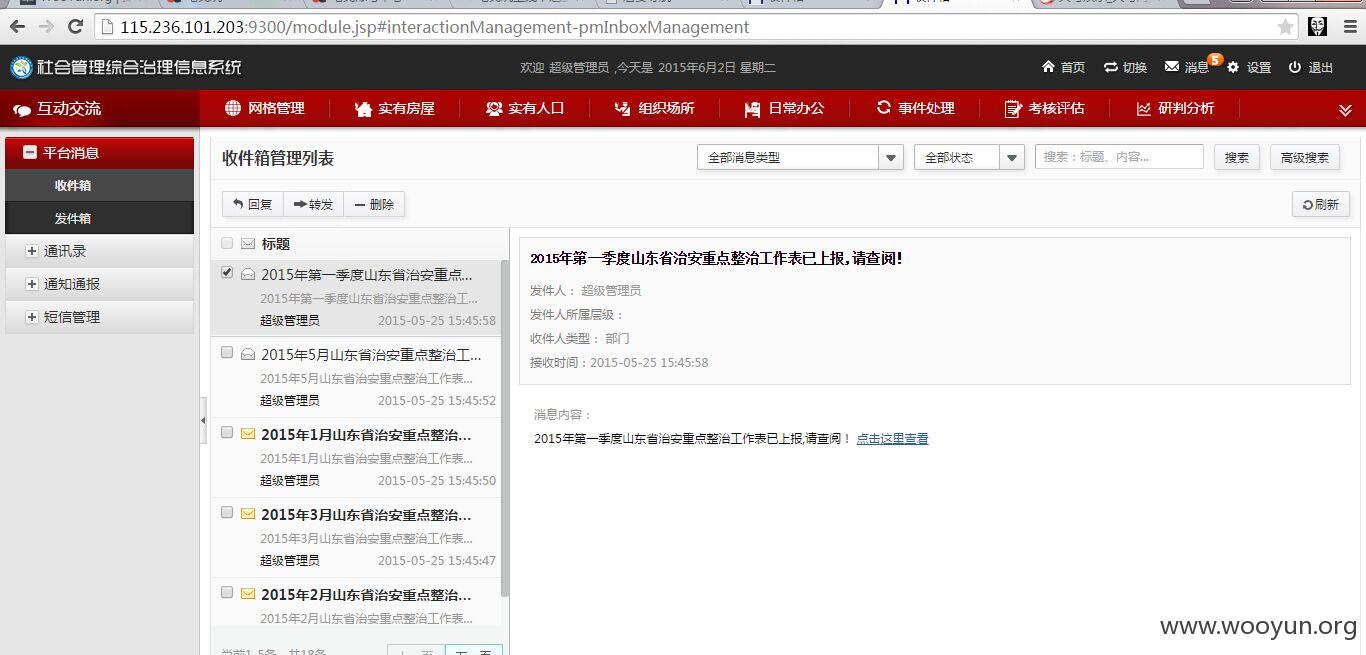 115.236.101.203:9300/module.jsp#interactionManagement-pmInboxManagement
社会管理综合治理信息系统
欢迎 超级管理员 ,今天是 2015年6月2日 星期二
首页 切换 消息 5 设置 退出
互动交流
网格管理 实有房屋 实有人口 组织场所 日常办公 事件处理 考核评估 研判分析
平台消息
收件箱
发件箱
通讯录
通知通报
短信管理
收件箱管理列表
全部消息类型 全部状态 搜索：标题、内容... 搜索 高级搜索
回复 转发 删除 刷新
标题
2015年第一季度山东省治安重点...
2015年第一季度山东省治安重点整治工...
超级管理员 2015-05-25 15:45:58
2015年5月山东省治安重点整治工...
2015年5月山东省治安重点整治工作表...
超级管理员 2015-05-25 15:45:52
2015年1月山东省治安重点整治...
2015年1月山东省治安重点整治工作表...
超级管理员 2015-05-25 15:45:50
2015年3月山东省治安重点整治...
2015年3月山东省治安重点整治工作表...
超级管理员 2015-05-25 15:45:47
2015年2月山东省治安重点整治...
2015年2月山东省治安重点整治工作表...
2015年第一季度山东省治安重点整治工作表已上报,请查阅!
发件人： 超级管理员
发件人所属层级：
收件人类型： 部门
接收时间：2015-05-25 15:45:58
消息内容：
2015年第一季度山东省治安重点整治工作表已上报,请查阅！ 点击这里查看
www.wooyun.org